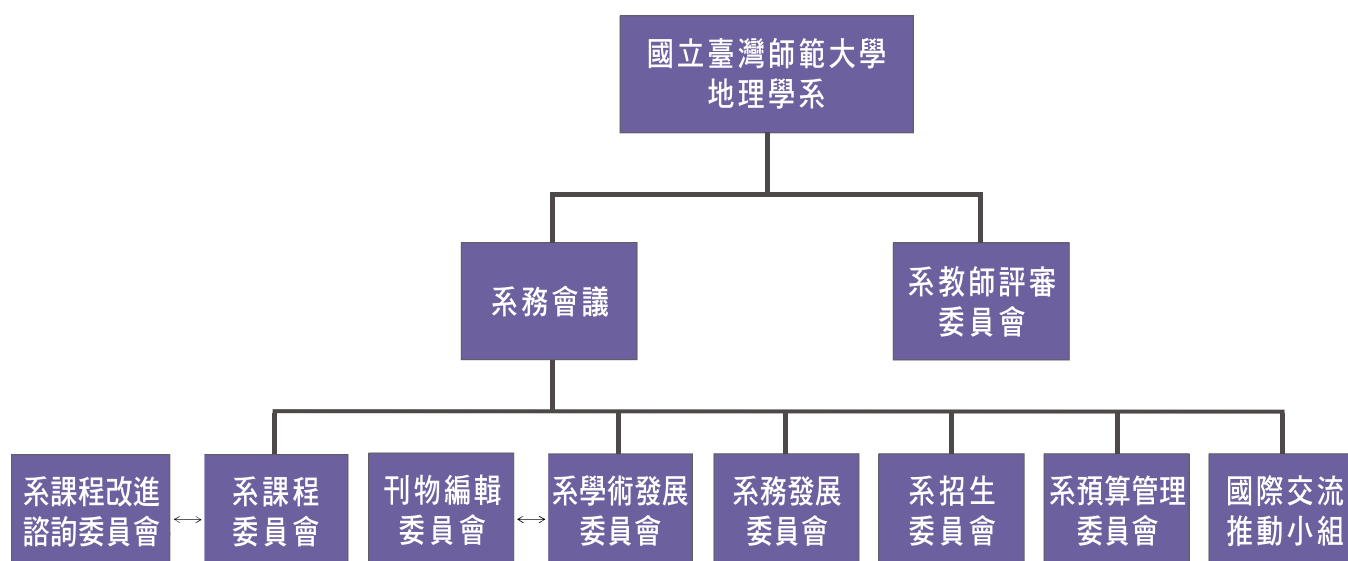 國立臺灣師範大學
地理學系
系務會議
系教師評審
委員會
系課程改進
諮詢委員會
系課程
委員會
刊物編輯
委員會
系學術發展
委員會
系務發展
委員會
系招生
委員會
系預算管理
委員會
國際交流
推動小組